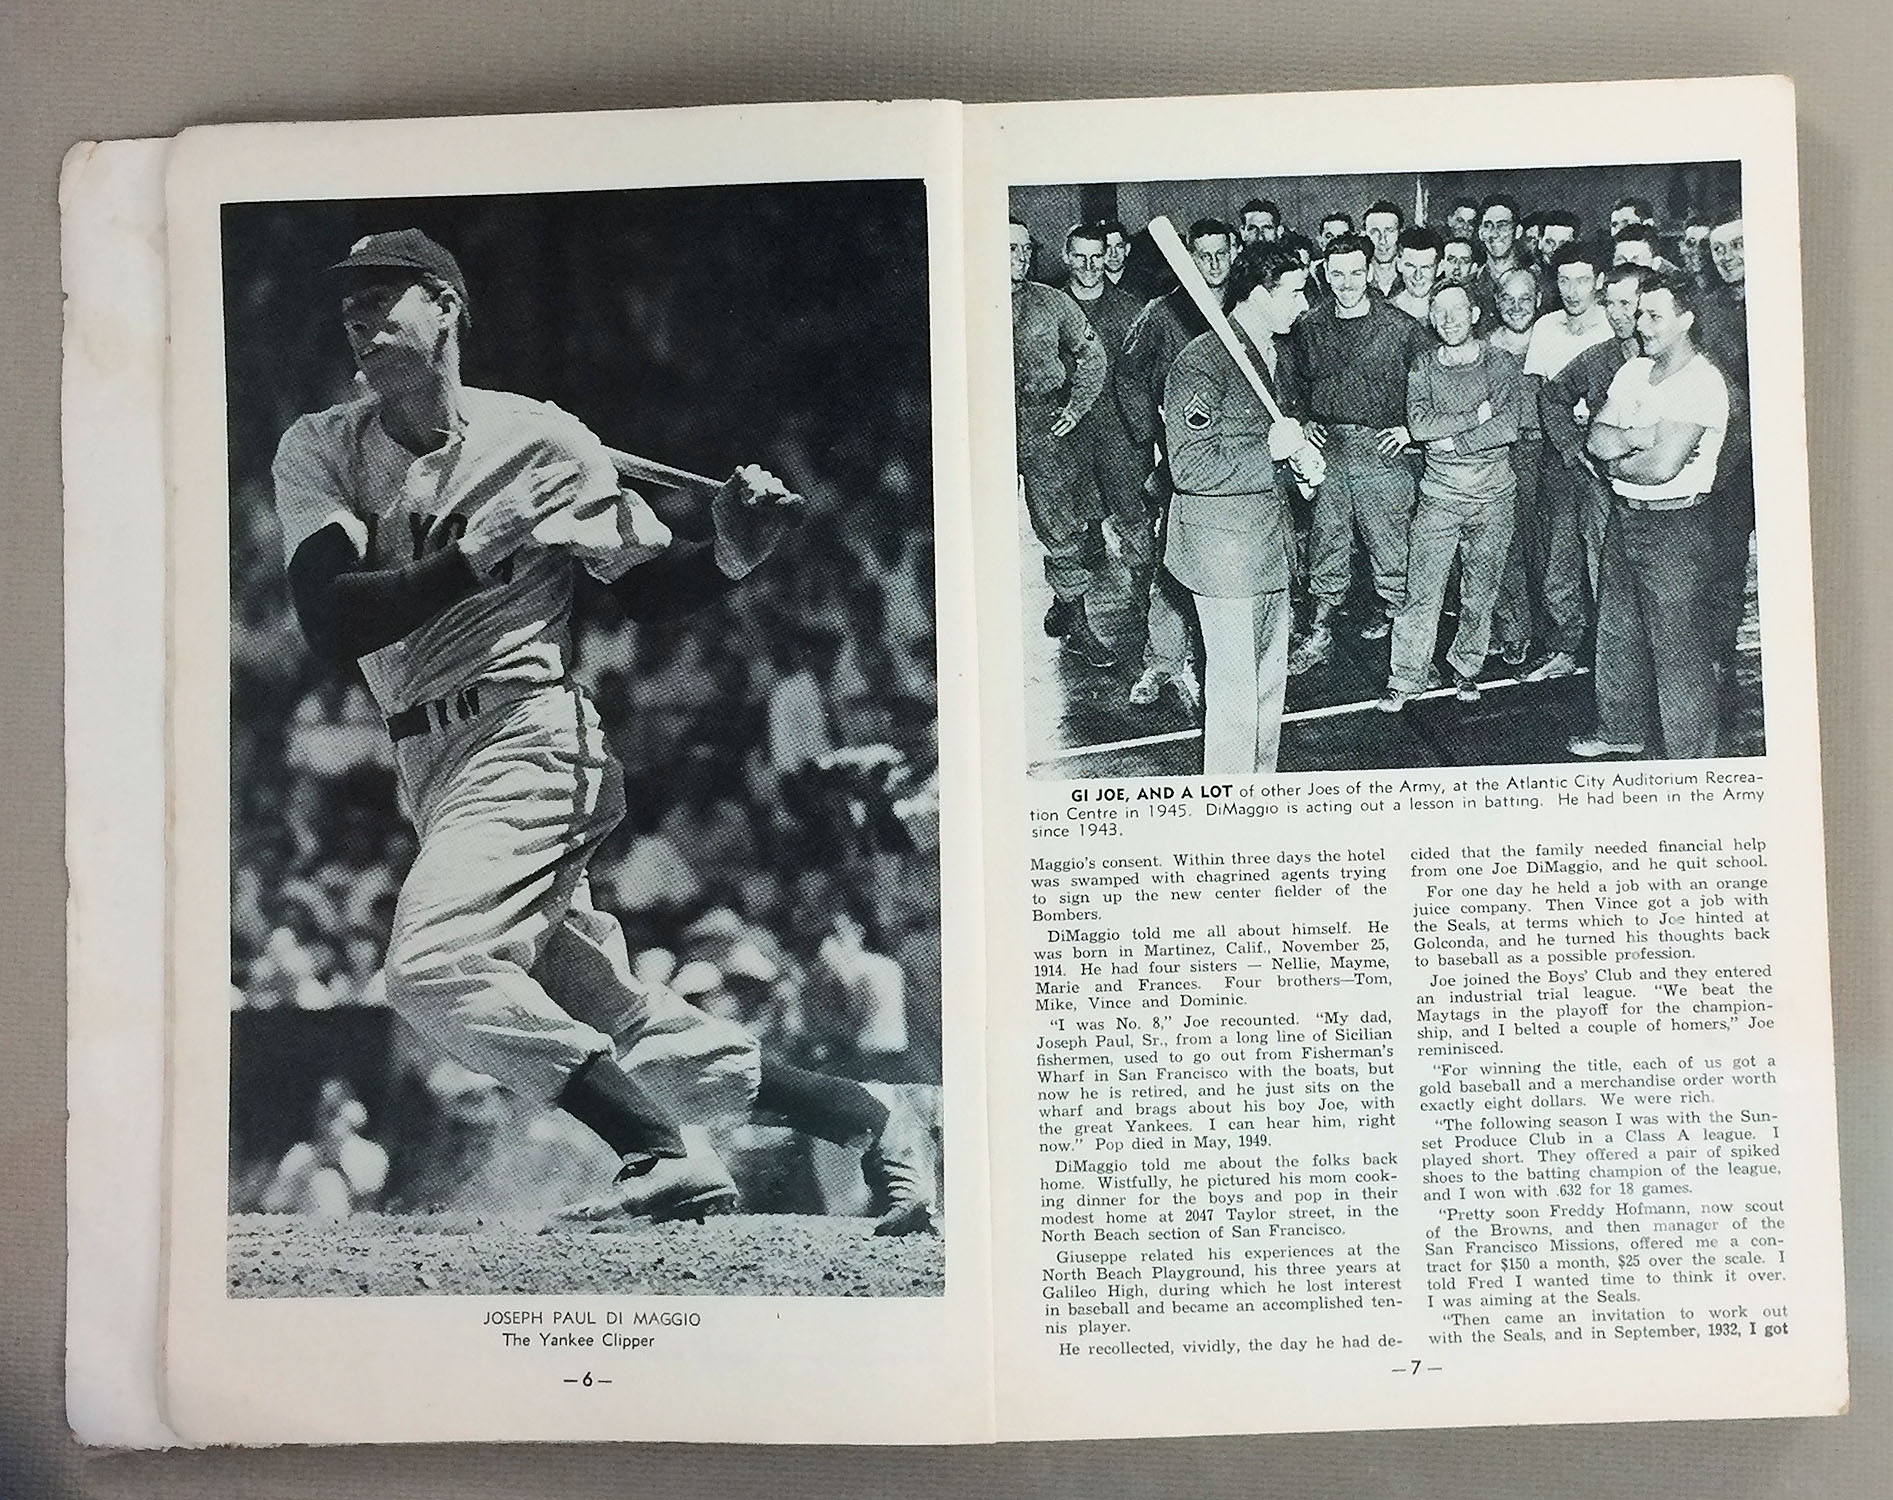 YO
JOSEPH PAUL DI MAGGIO
The Yankee Clipper
—6—
GI JOE, AND A LOT of other Joes of the Army, at the Atlantic City Auditorium Recrea-
tion Centre in 1945. DiMaggio is acting out a lesson in batting. He had been in the Army
since 1943.
Maggio's consent. Within three days the hotel
was swamped with chagrined agents trying
to sign up the new center fielder of the
Bombers.
DiMaggio told me all about himself. He
was born in Martinez, Calif., November 25,
1914. He had four sisters — Nellie, Mayme,
Marie and Frances. Four brothers—Tom,
Mike, Vince and Dominic.
"I was No. 8," Joe recounted. "My dad,
Joseph Paul, Sr., from a long line of Sicilian
fishermen, used to go out from Fisherman's
Wharf in San Francisco with the boats, but
now he is retired, and he just sits on the
wharf and brags about his boy Joe, with
the great Yankees. I can hear him, right
now." Pop died in May, 1949.
DiMaggio told me about the folks back
home. Wistfully, he pictured his mom cook-
ing dinner for the boys and pop in their
modest home at 2047 Taylor street, in the
North Beach section of San Francisco.
Giuseppe related his experiences at the
North Beach Playground, his three years at
Galileo High, during which he lost interest
in baseball and became an accomplished ten-
nis player.
He recollected, vividly, the day he had de-
cided that the family needed financial help
from one Joe DiMaggio, and he quit school.
For one day he held a job with an orange
juice company. Then Vince got a job with
the Seals, at terms which to Joe hinted at
Golconda, and he turned his thoughts back
to baseball as a possible profession.
Joe joined the Boys' Club and they entered
an industrial trial league. "We beat the
Maytags in the playoff for the champion-
ship, and I belted a couple of homers," Joe
reminisced.
"For winning the title, each of us got a
gold baseball and a merchandise order worth
exactly eight dollars. We were rich.
"The following season I was with the Sun-
set Produce Club in a Class A league. I
played short. They offered a pair of spiked
shoes to the batting champion of the league,
and I won with .632 for 18 games.
"Pretty soon Freddy Hofmann, now scout
of the Browns, and then manager of the
San Francisco Missions, offered me a con-
tract for $150 a month, $25 over the scale. I
told Fred I wanted time to think it over.
I was aiming at the Seals.
"Then came an invitation to work out
with the Seals, and in September, 1932, I got
—7—